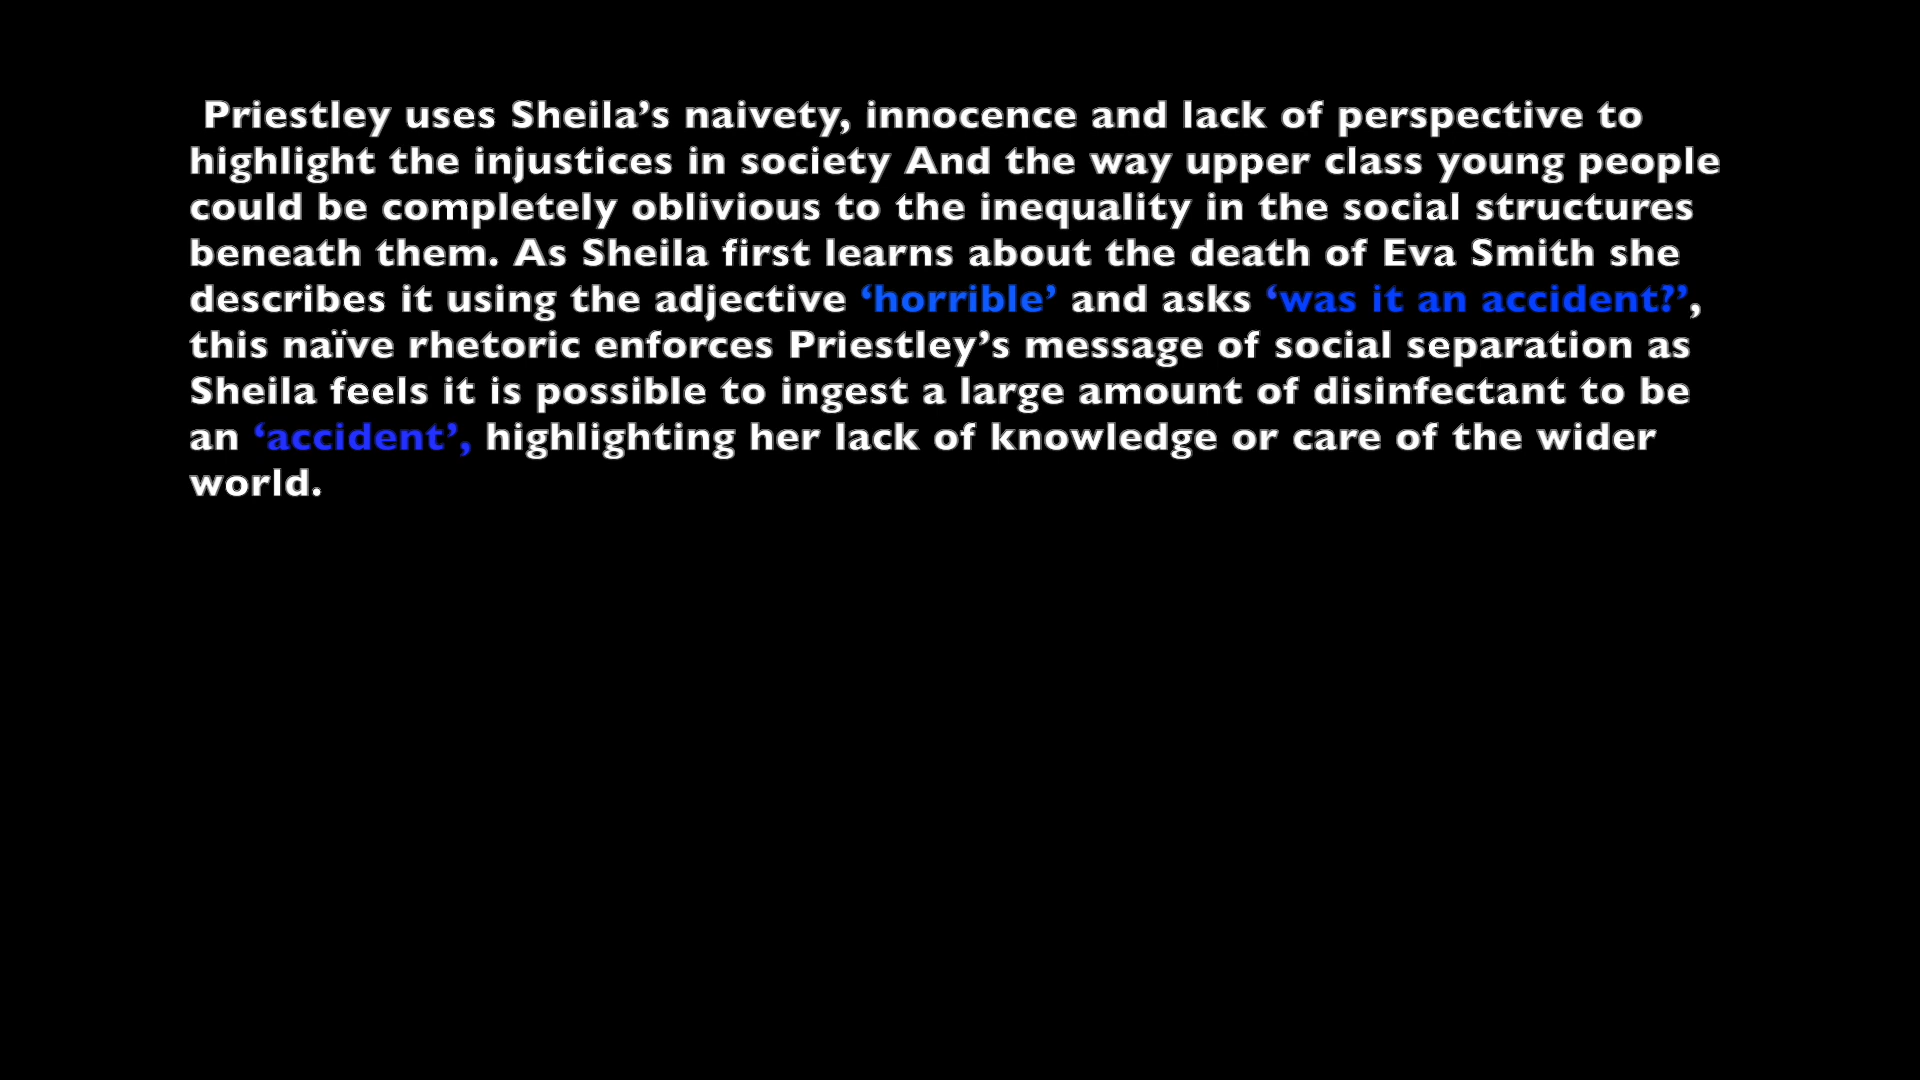 Priestley uses Sheila’s naivety, innocence and lack of perspective to
highlight the injustices in society And the way upper class young people
could be completely oblivious to the inequality in the social structures
beneath them. As Sheila first learns about the death of Eva Smith she
describes it using the adjective ‘horrible’ and asks ‘was it an accident?’,
this naïve rhetoric enforces Priestley’s message of social separation as
Sheila feels it is possible to ingest a large amount of disinfectant to be
an ‘accident’, highlighting her lack of knowledge or care of the wider
world.